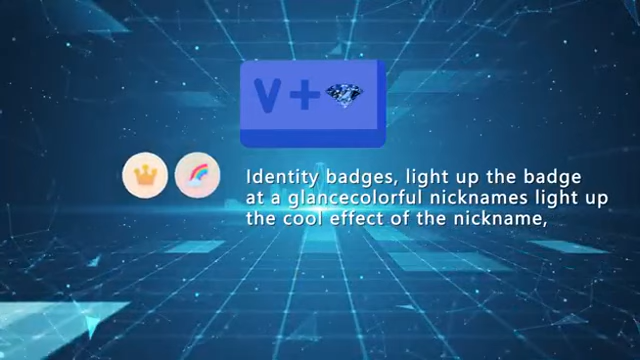 V+
Identity badges, light up the badge
at a glancecolorful nicknames light up
the cool effect of the nickname,